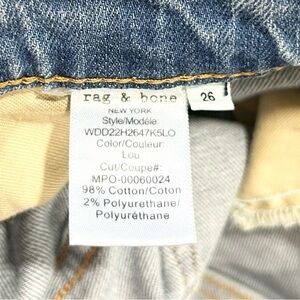 rag & bone
26
NEW YORK
Style/Modèle:
WDD22H2647K5LO
Color/Couleur:
Lou
Cut/Coupe#:
MPO-00060024
98% Cotton/Coton
2% Polyurethane/
Polyuréthane/